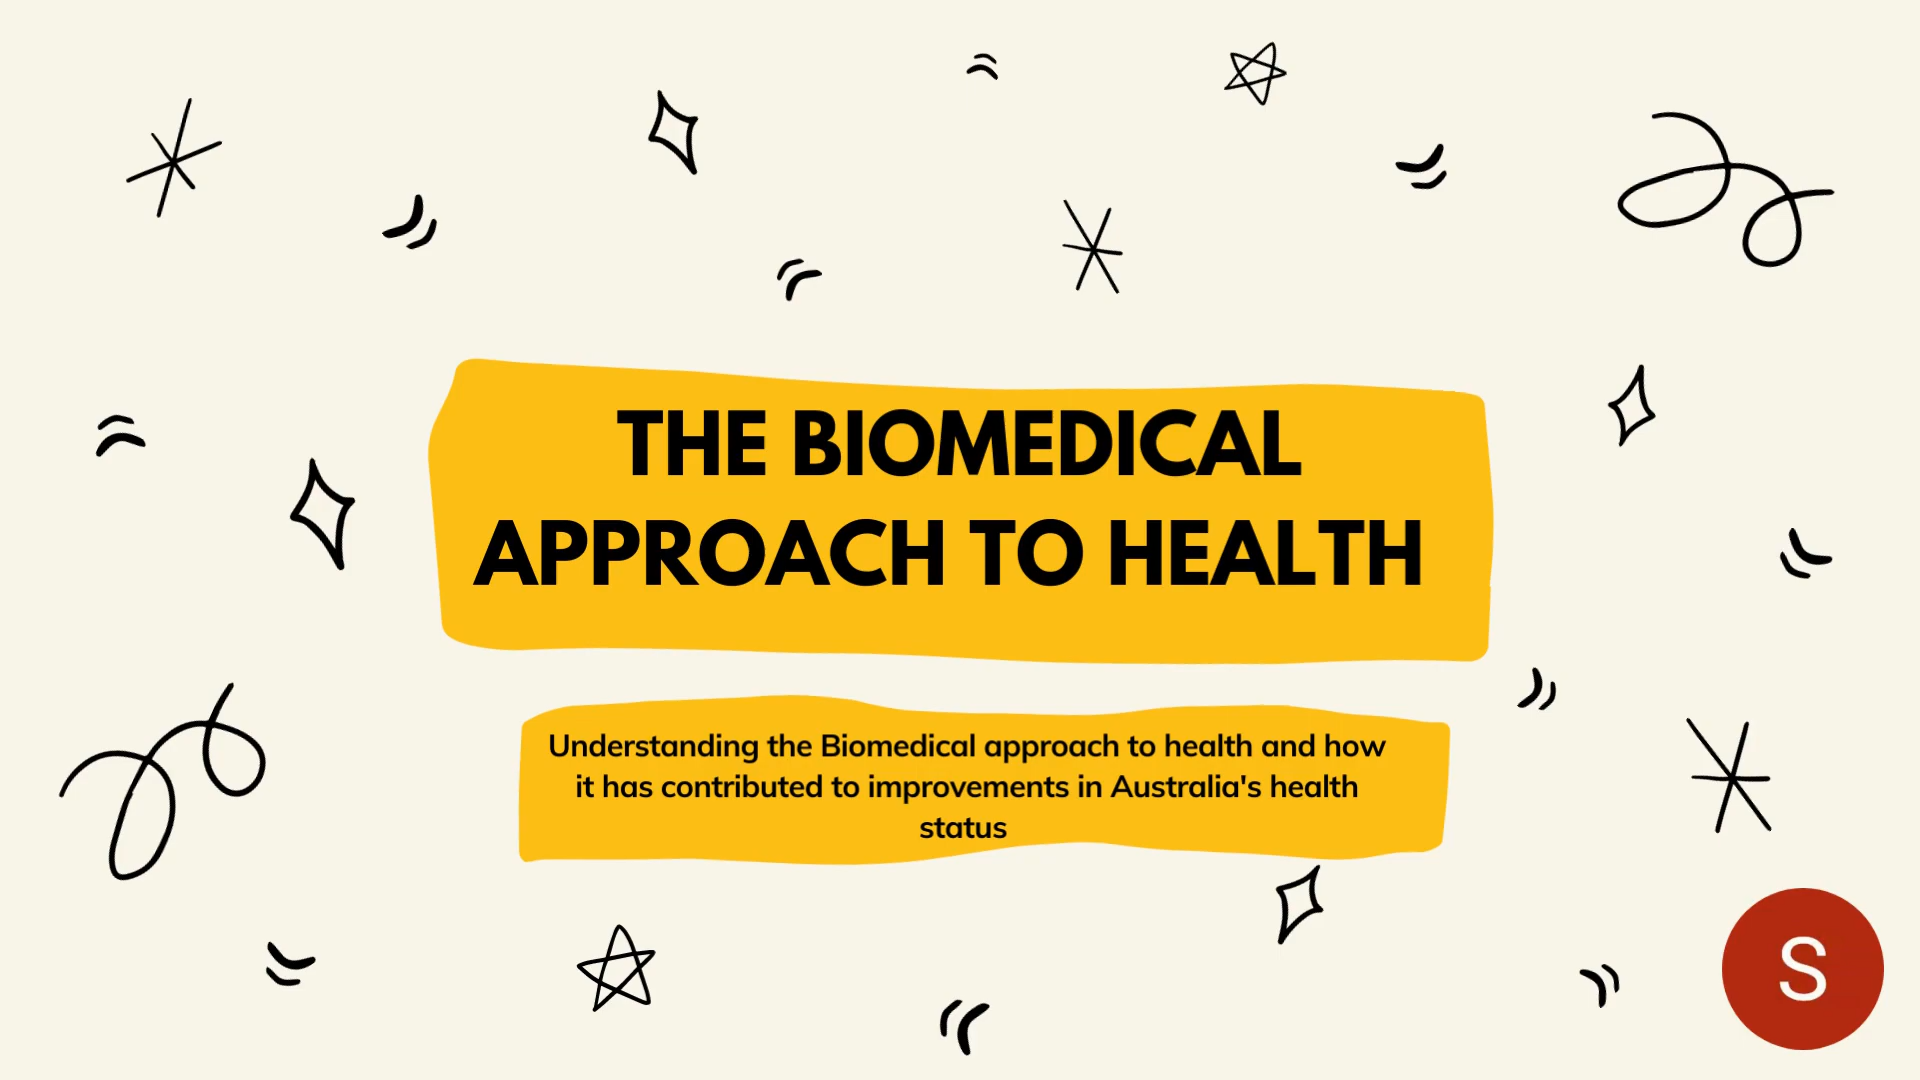 THE BIOMEDICAL
APPROACH TO HEALTH
Understanding the Biomedical approach to health and how
it has contributed to improvements in Australia's health
status
S